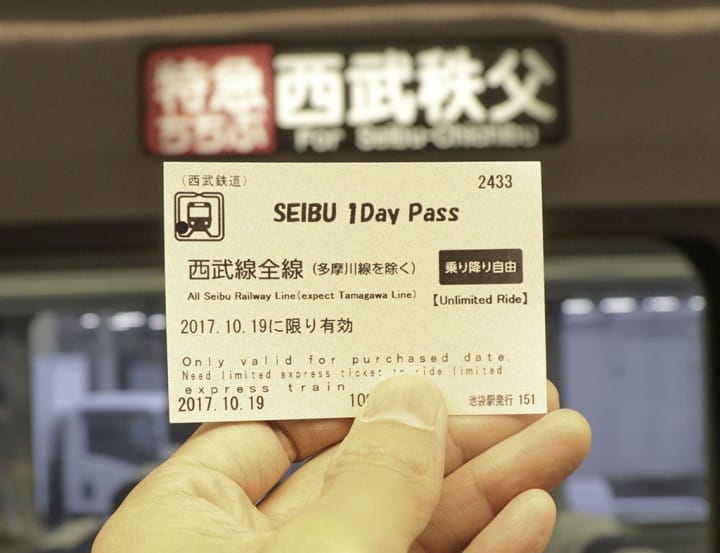 特急
ちちぶ
西武秩父
For Seibu-Chichibu
(西武鉄道)
2433
SEIBU 1Day Pass
西武線全線(多摩川線を除く)
乗り降り自由
All Seibu Railway Line(expect Tamagawa Line)
【Unlimited Ride】
2017.10.19に限り有効
Only valid for purchased date.
Need limited express ticket to ride limited
express train
2017.10.19
池袋駅発行 151